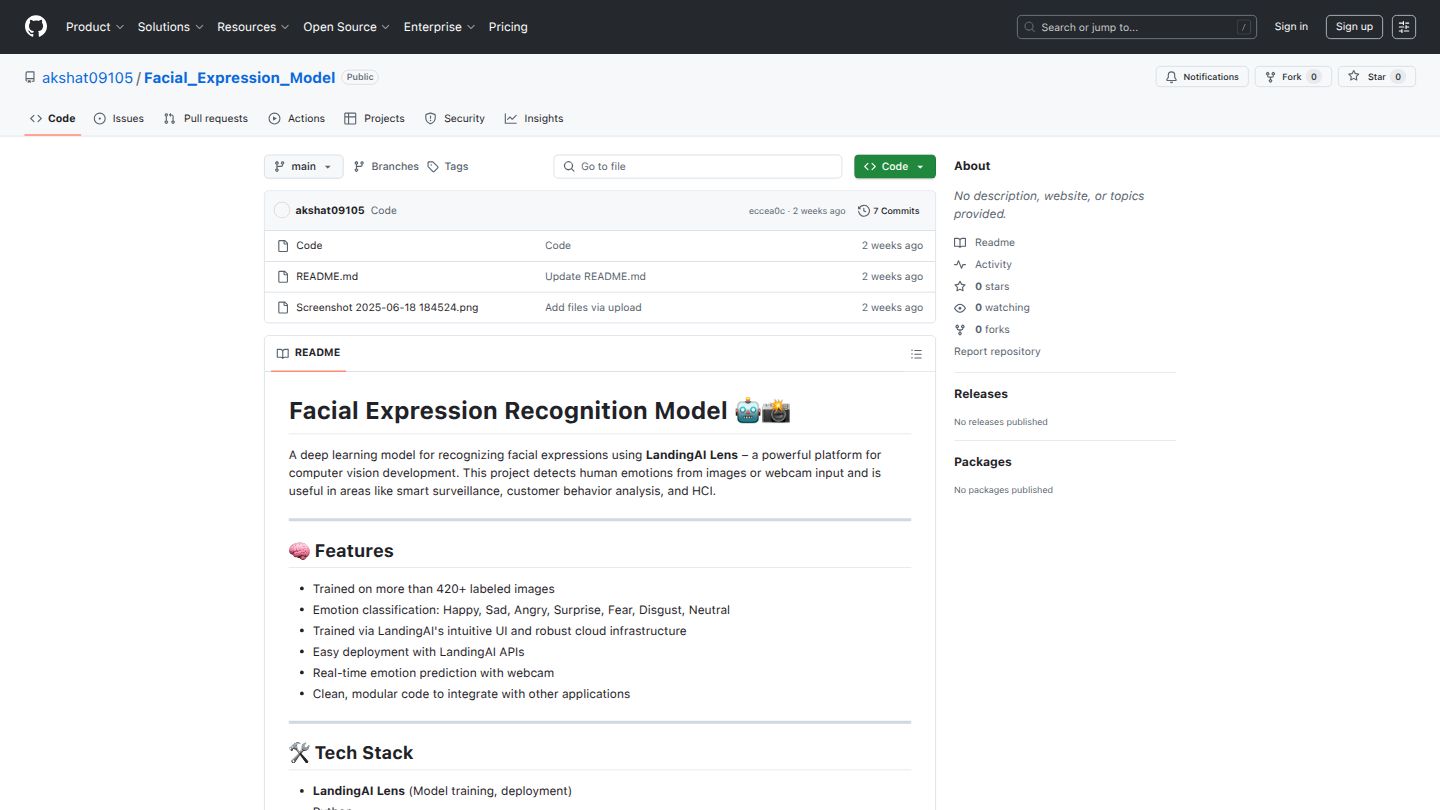 Product Solutions Resources Open Source Enterprise Pricing Search or jump to... / Sign in Sign up
akshat09105 / Facial_Expression_Model Public Notifications Fork 0 Star 0
Code Issues Pull requests Actions Projects Security Insights
main Branches Tags Go to file Code
akshat09105 Code eccea0c · 2 weeks ago 7 Commits
Code Code 2 weeks ago
README.md Update README.md 2 weeks ago
Screenshot 2025-06-18 184524.png Add files via upload 2 weeks ago
README
Facial Expression Recognition Model 🤖📸
A deep learning model for recognizing facial expressions using LandingAI Lens – a powerful platform for
computer vision development. This project detects human emotions from images or webcam input and is
useful in areas like smart surveillance, customer behavior analysis, and HCI.
🧠 Features
• Trained on more than 420+ labeled images
• Emotion classification: Happy, Sad, Angry, Surprise, Fear, Disgust, Neutral
• Trained via LandingAI's intuitive UI and robust cloud infrastructure
• Easy deployment with LandingAI APIs
• Real-time emotion prediction with webcam
• Clean, modular code to integrate with other applications
🛠️ Tech Stack
• LandingAI Lens (Model training, deployment)
About
No description, website, or topics
provided.
Readme
Activity
0 stars
0 watching
0 forks
Report repository
Releases
No releases published
Packages
No packages published